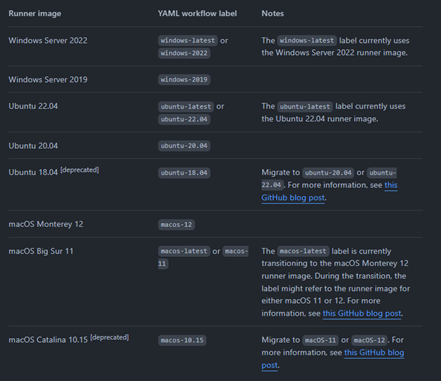 Runner image YAML workflow label Notes
Windows Server 2022 windows-latest or The windows-latest label currently uses
windows-2022 the Windows Server 2022 runner image.
Windows Server 2019 windows-2019
Ubuntu 22.04 ubuntu-latest or The ubuntu-latest label currently uses
ubuntu-22.04 the Ubuntu 22.04 runner image.
Ubuntu 20.04 ubuntu-20.04
Ubuntu 18.04 [deprecated] ubuntu-18.04 Migrate to ubuntu-20.04 or ubuntu-
22.04. For more information, see this
GitHub blog post.
macOS Monterey 12 macos-12
macOS Big Sur 11 macos-latest or macos- The macos-latest label is currently
11 transitioning to the macOS Monterey 12
runner image. During the transition, the
label might refer to the runner image for
either macOS 11 or 12. For more
information, see this GitHub blog post.
macOS Catalina 10.15 [deprecated] macos-10.15 Migrate to macOS-11 or macOS-12. For
more information, see this GitHub blog
post.